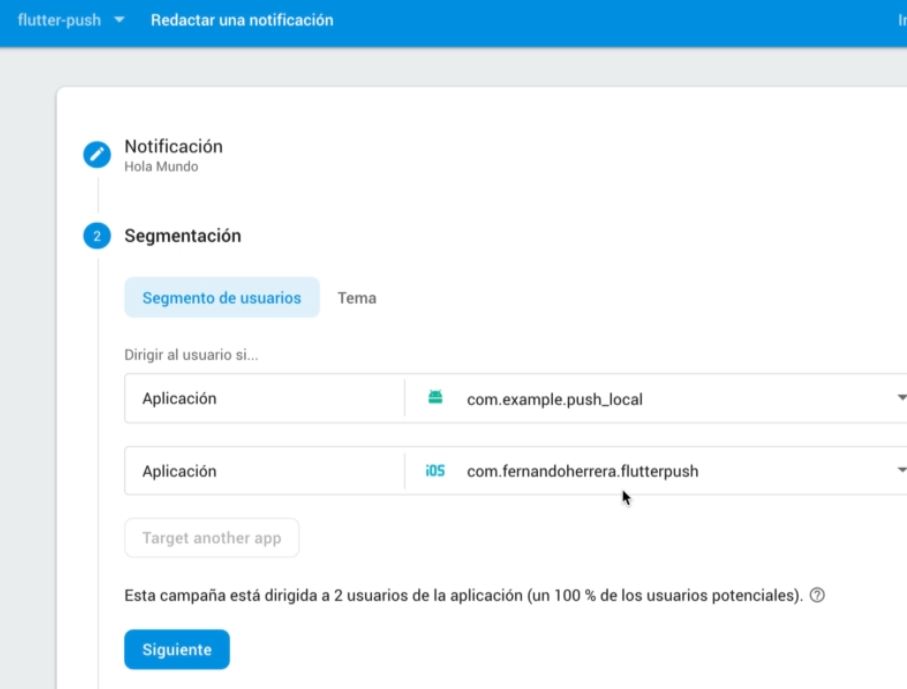 flutter-push Redactar una notificación
Notificación
Hola Mundo
2 Segmentación
Segmento de usuarios Tema
Dirigir al usuario si...
Aplicación com.example.push_local
Aplicación iOS com.fernandoherrera.flutterpush
Target another app
Esta campaña está dirigida a 2 usuarios de la aplicación (un 100 % de los usuarios potenciales). ?
Siguiente